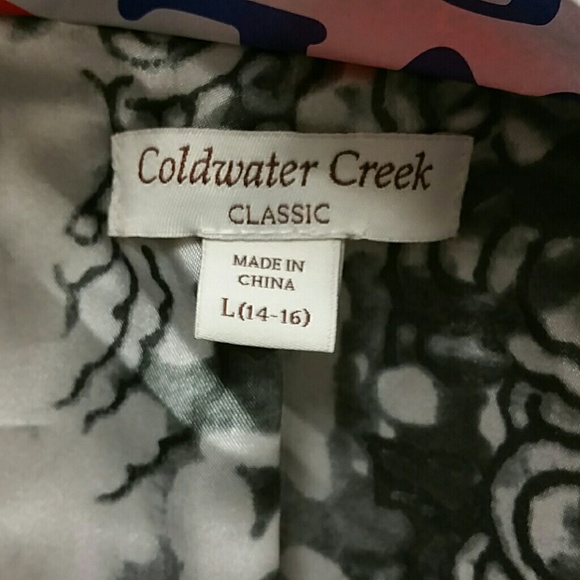 Coldwater Creek
CLASSIC
MADE IN
CHINA
L(14-16)